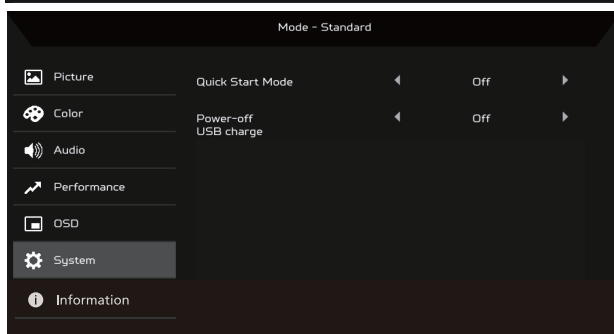 Mode - Standard
Picture
Quick Start Mode
Off
Color
Power-off
USB charge
Off
Audio
Performance
OSD
System
Information